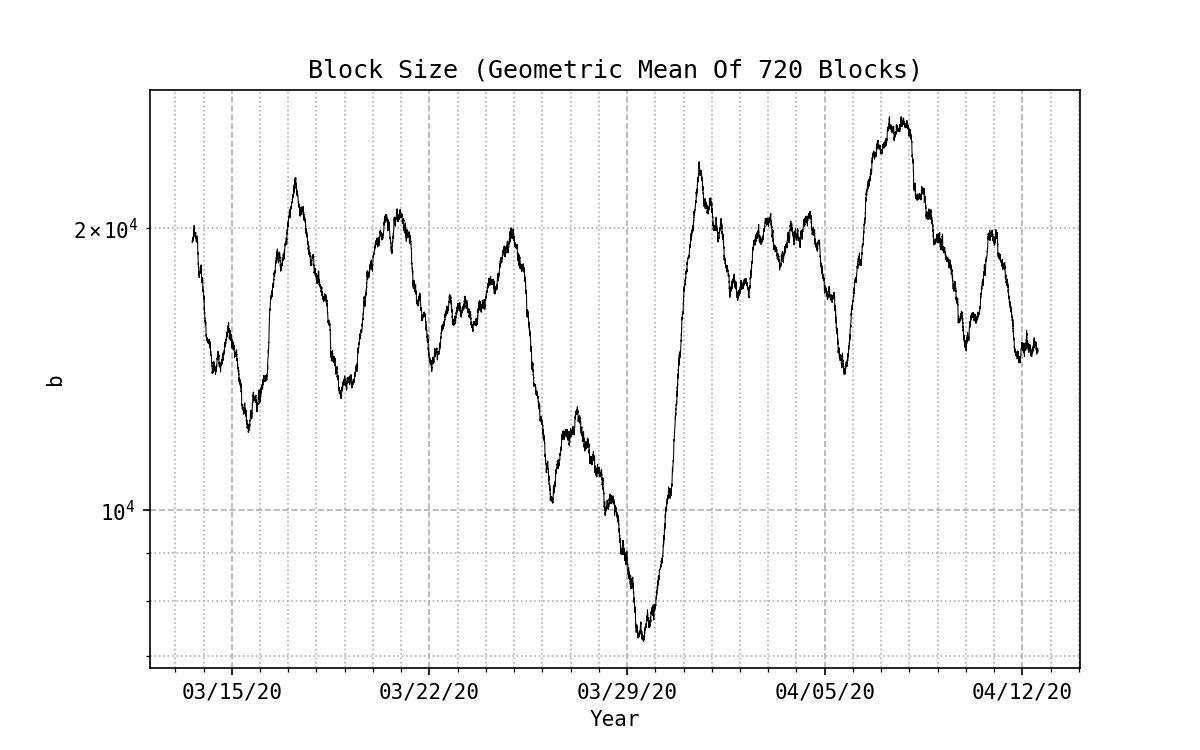 Block Size (Geometric Mean Of 720 Blocks)
2×10⁴
10⁴
b
03/15/20 03/22/20 03/29/20 04/05/20 04/12/20
Year